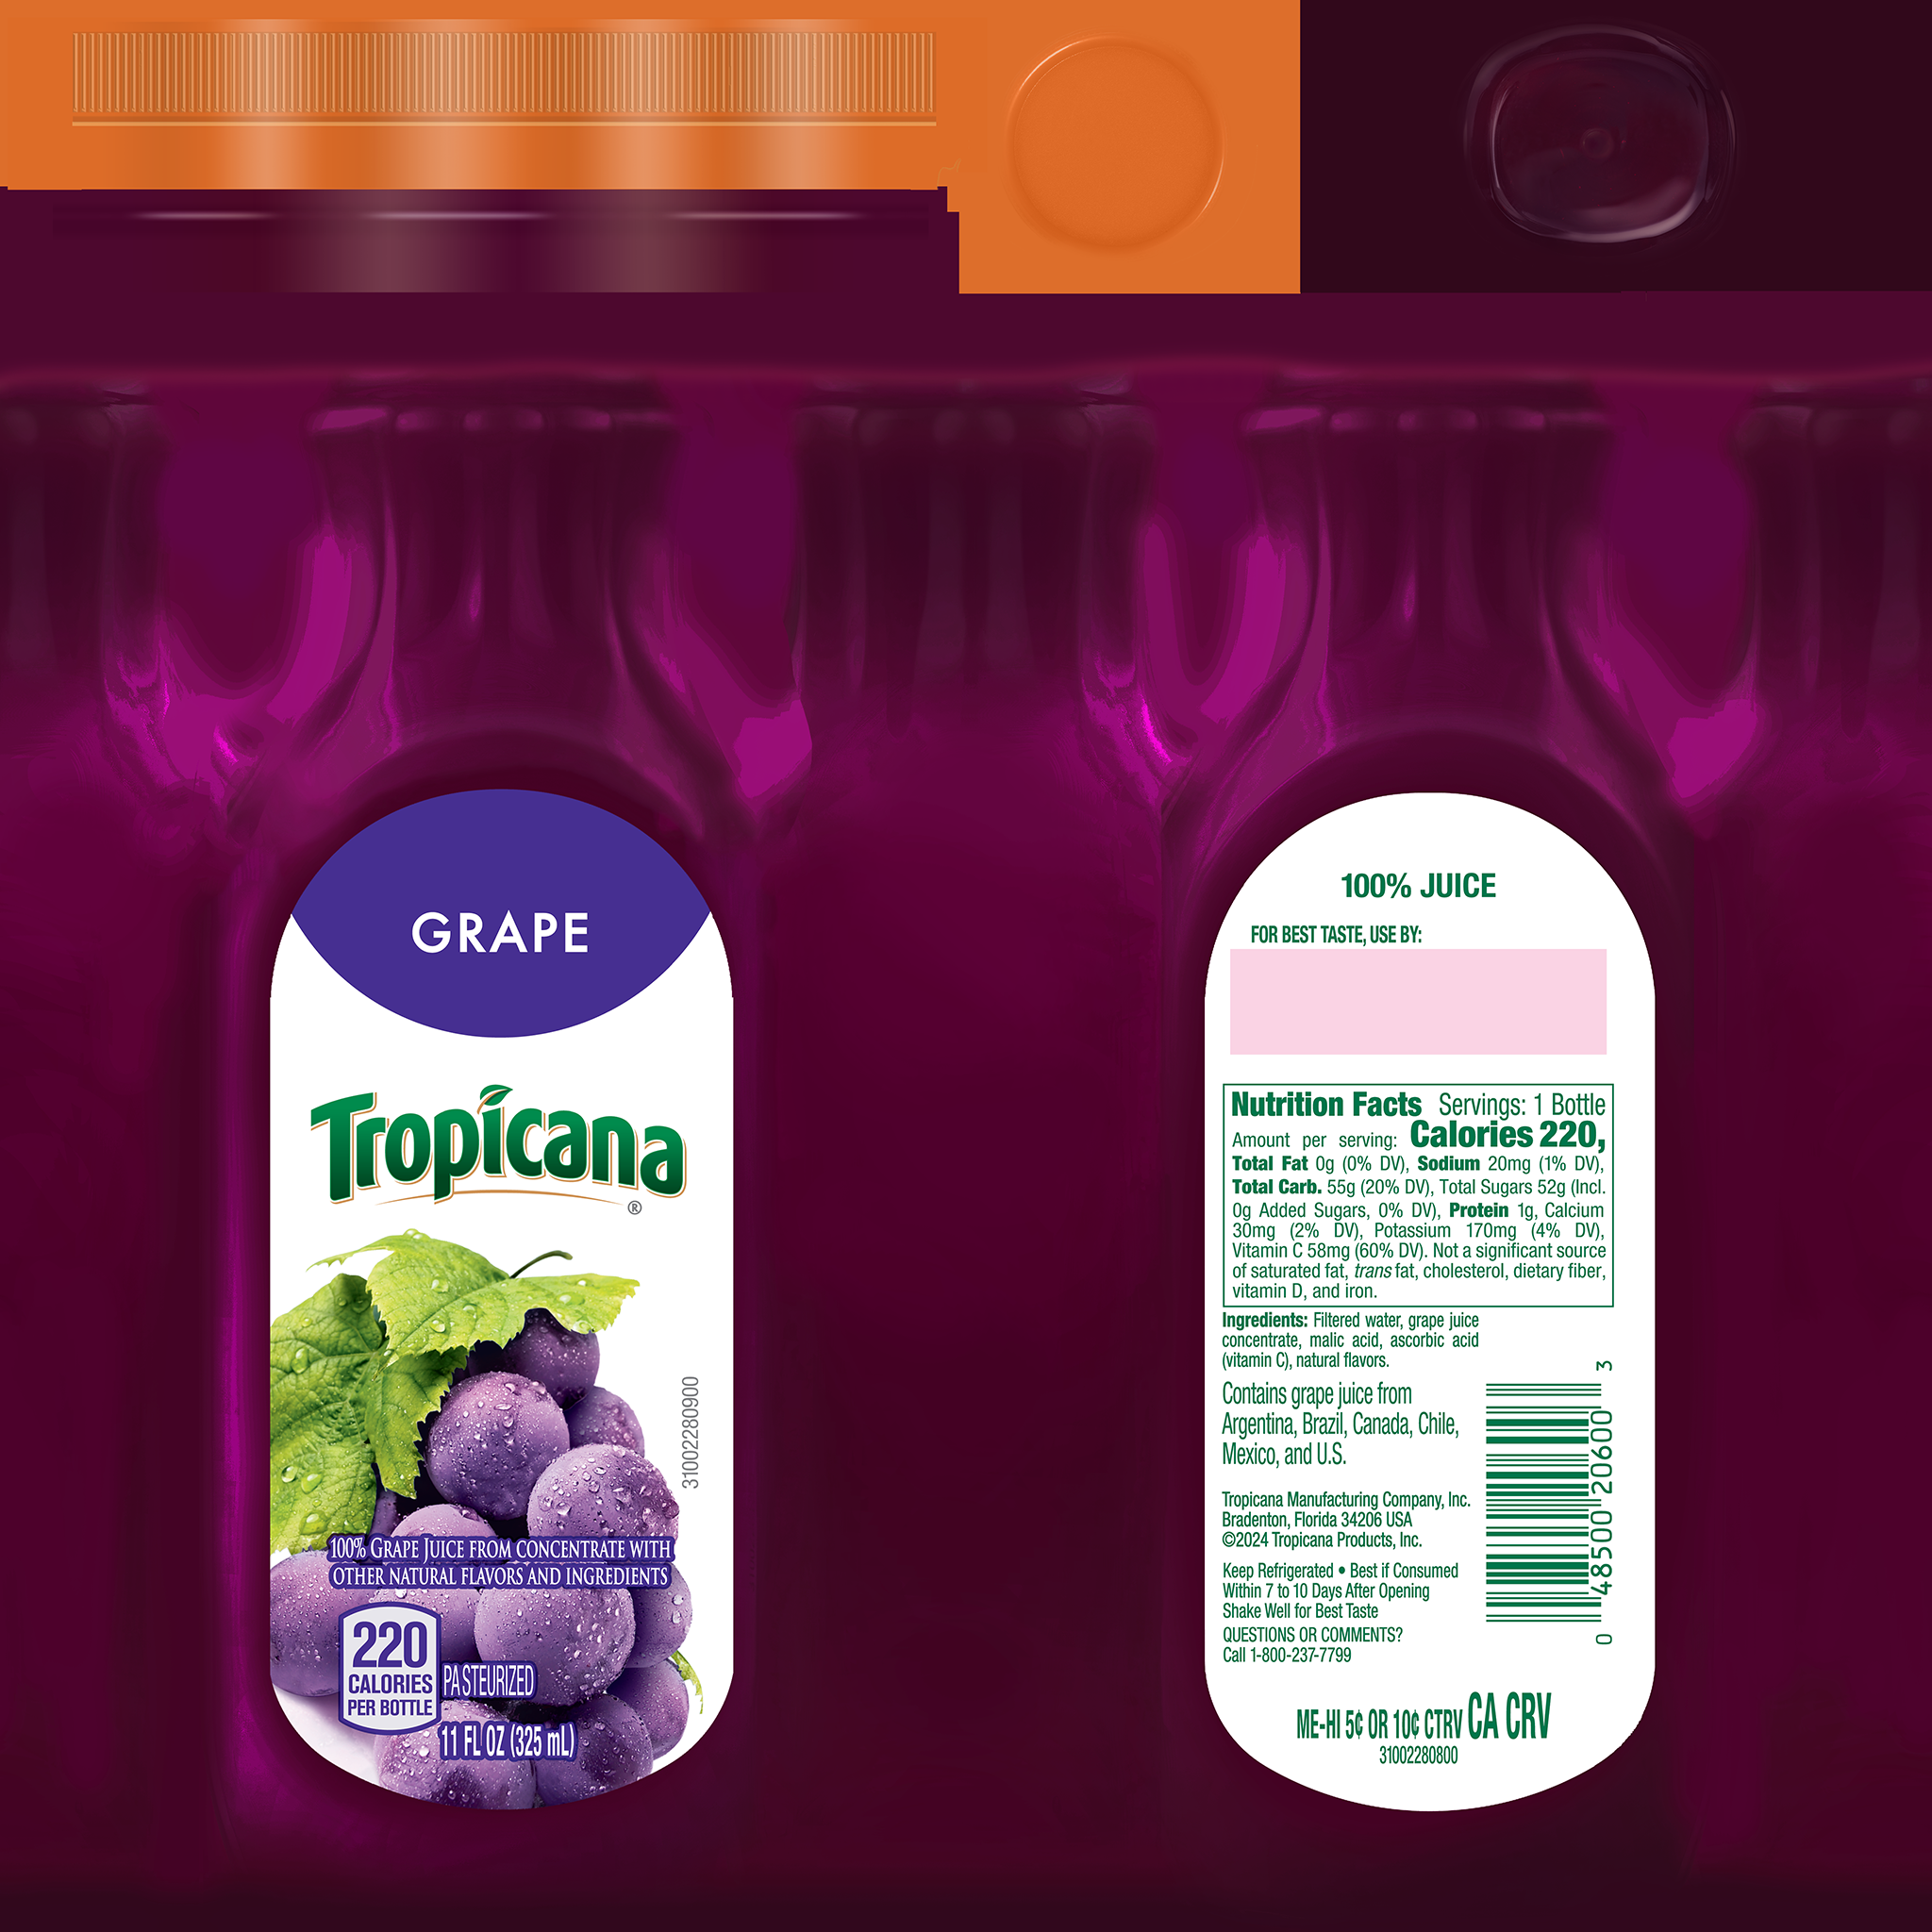 GRAPE
Tropicana
®
31002280900
100% GRAPE JUICE FROM CONCENTRATE WITH
OTHER NATURAL FLAVORS AND INGREDIENTS
220
CALORIES
PER BOTTLE
PASTEURIZED
11 FL OZ (325 mL)
100% JUICE
FOR BEST TASTE, USE BY:
Nutrition Facts Servings: 1 Bottle
Amount per serving: Calories 220,
Total Fat 0g (0% DV), Sodium 20mg (1% DV),
Total Carb. 55g (20% DV), Total Sugars 52g (Incl.
0g Added Sugars, 0% DV), Protein 1g, Calcium
30mg (2% DV), Potassium 170mg (4% DV),
Vitamin C 58mg (60% DV). Not a significant source
of saturated fat, trans fat, cholesterol, dietary fiber,
vitamin D, and iron.
Ingredients: Filtered water, grape juice
concentrate, malic acid, ascorbic acid
(vitamin C), natural flavors.
Contains grape juice from
Argentina, Brazil, Canada, Chile,
Mexico, and U.S.
Tropicana Manufacturing Company, Inc.
Bradenton, Florida 34206 USA
©2024 Tropicana Products, Inc.
Keep Refrigerated • Best if Consumed
Within 7 to 10 Days After Opening
Shake Well for Best Taste
QUESTIONS OR COMMENTS?
Call 1-800-237-7799
0 48500 20600 3
ME-HI 5¢ OR 10¢ CTRV CA CRV
31002280800